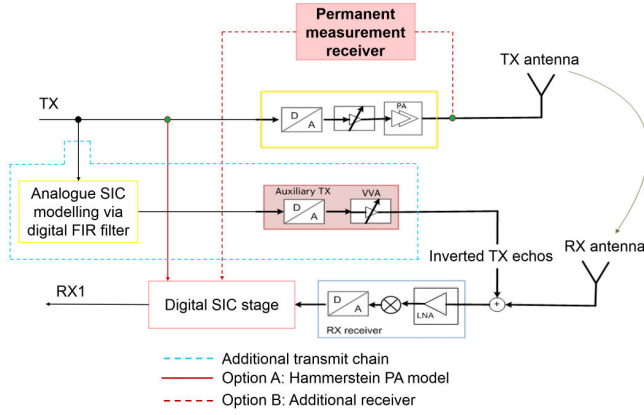 Permanent
measurement
receiver
TX antenna
TX
D
A
PA
Analogue SIC
modelling via
digital FIR filter
Auxiliary TX
VVA
D
A
Inverted TX echos
RX antenna
RX1
Digital SIC stage
D
A
LNA
+
RX receiver
Additional transmit chain
Option A: Hammerstein PA model
Option B: Additional receiver